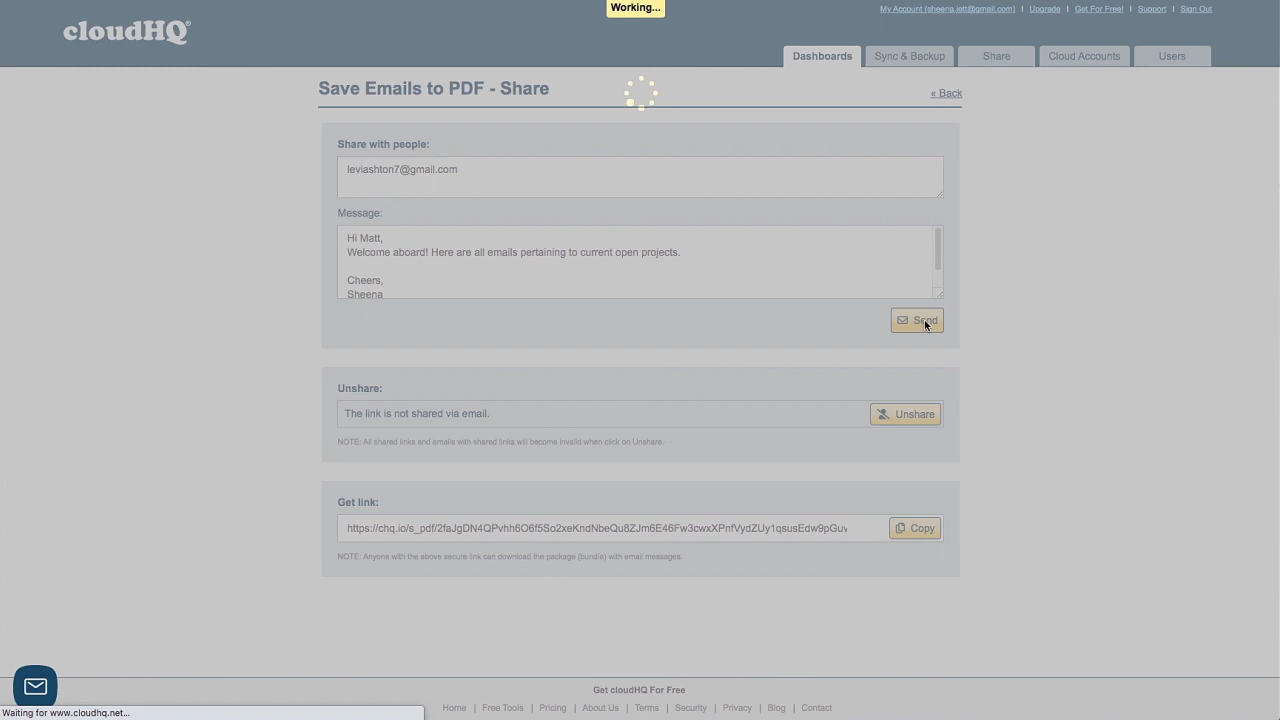 Working...
My Account (sheena.jett@gmail.com) | Upgrade | Get For Free! | Support | Sign Out
cloudHQ®
Dashboards Sync & Backup Share Cloud Accounts Users
Save Emails to PDF - Share
« Back
Share with people:
leviashton7@gmail.com
Message:
Hi Matt,
Welcome aboard! Here are all emails pertaining to current open projects.
Cheers,
Sheena
Send
Unshare:
The link is not shared via email.
Unshare
NOTE: All shared links and emails with shared links will become invalid when click on Unshare.
Get link:
https://chq.io/s_pdf/2faJgDN4QPvhh6O6f5So2xeKndNbeQu8ZJm6E46Fw3cwxXPnfVydZUy1qsusEdw9pGuv
Copy
NOTE: Anyone with the above secure link can download the package (bundle) with email messages.
Get cloudHQ For Free
Home | Free Tools | Pricing | About Us | Terms | Security | Privacy | Blog | Contact
Waiting for www.cloudhq.net...